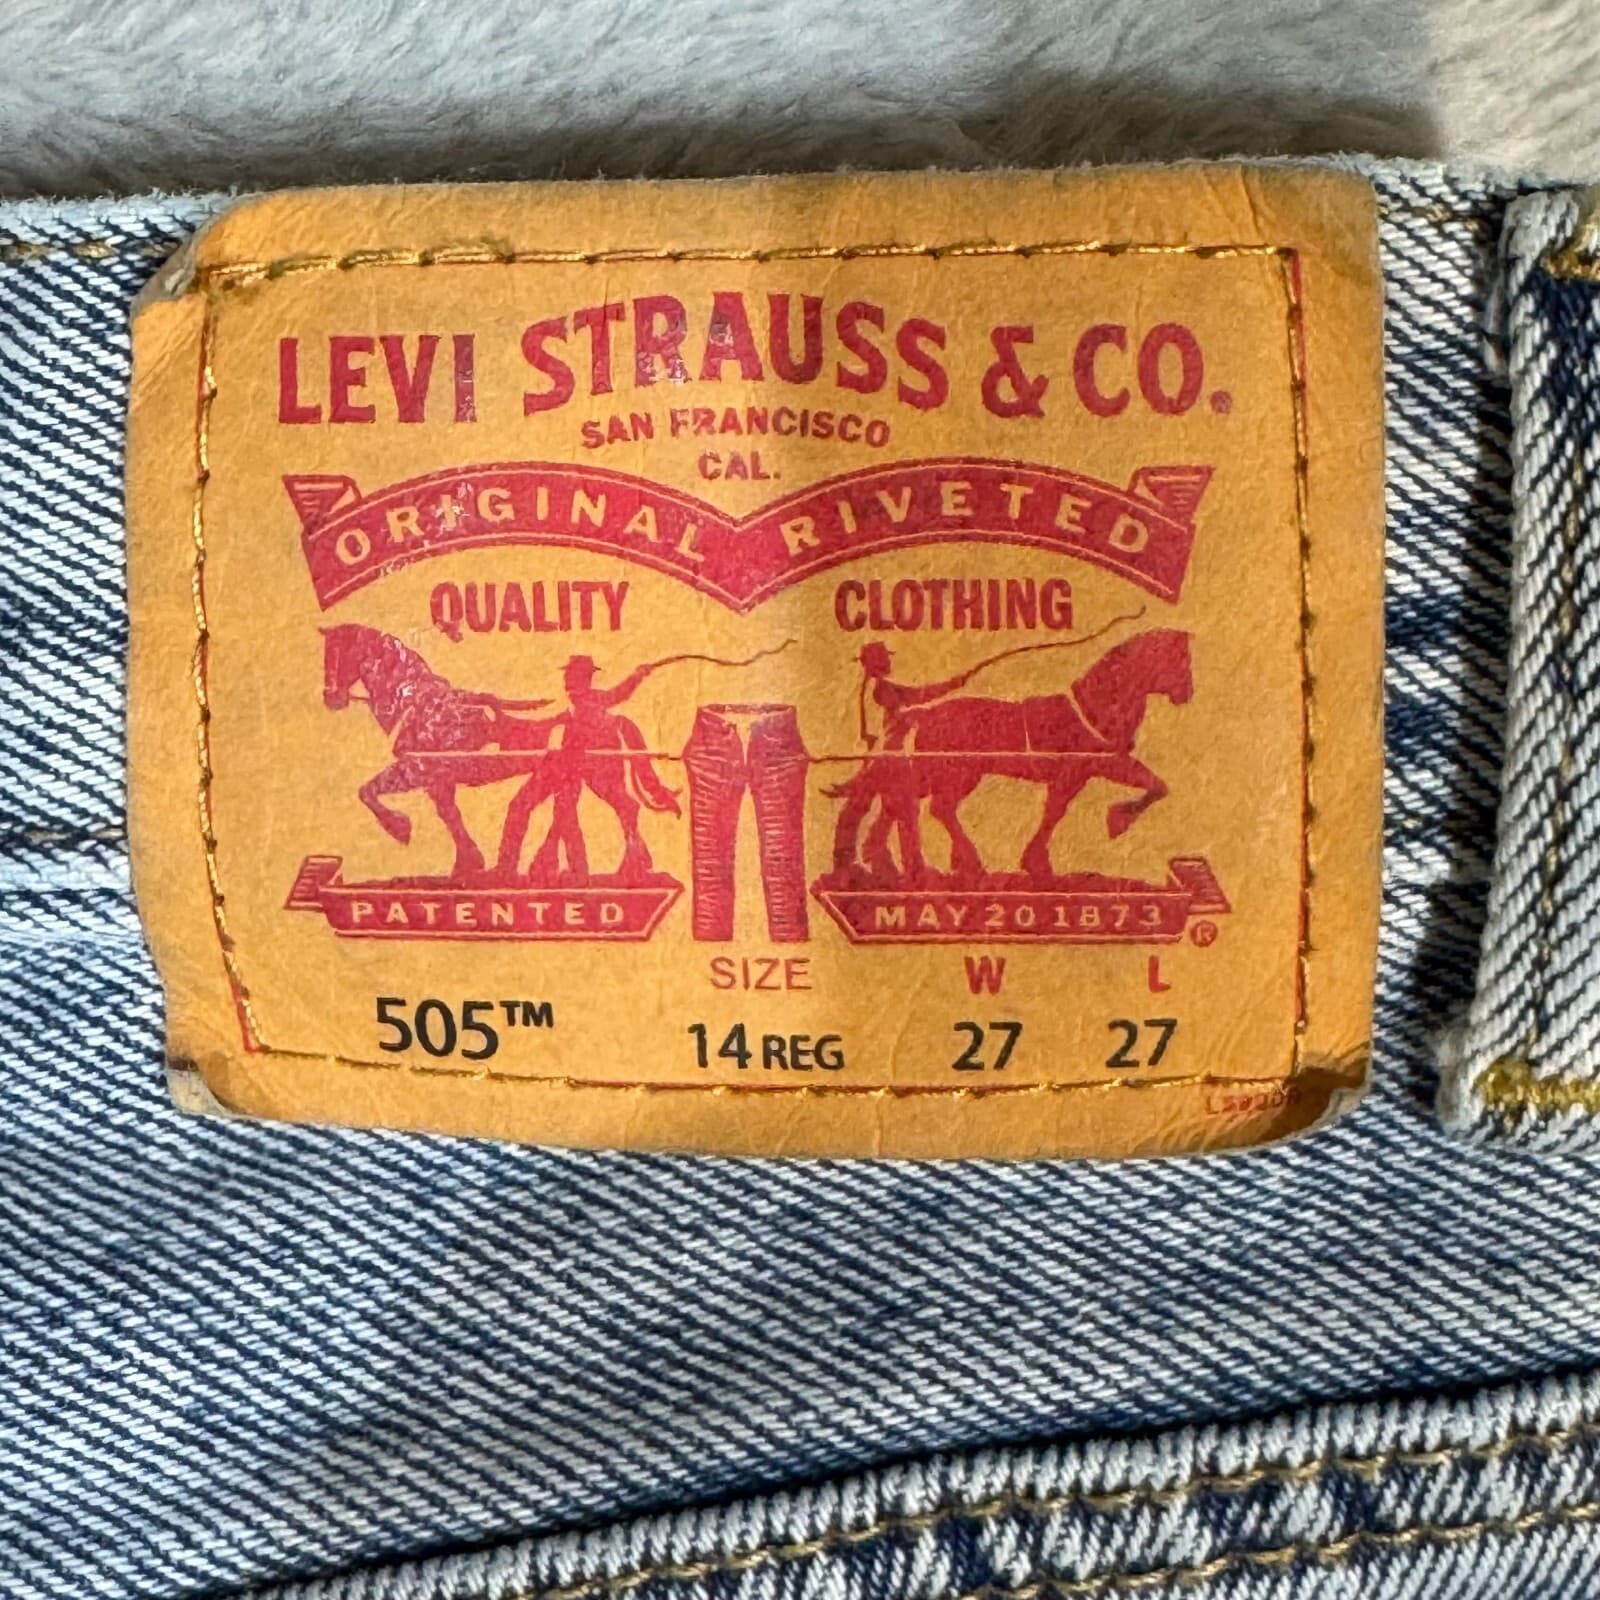 LEVI STRAUSS & CO.
SAN FRANCISCO
CAL.
ORIGINAL RIVETED
QUALITY CLOTHING
PATENTED MAY 20 1873 ®
SIZE W L
505™ 14 REG 27 27